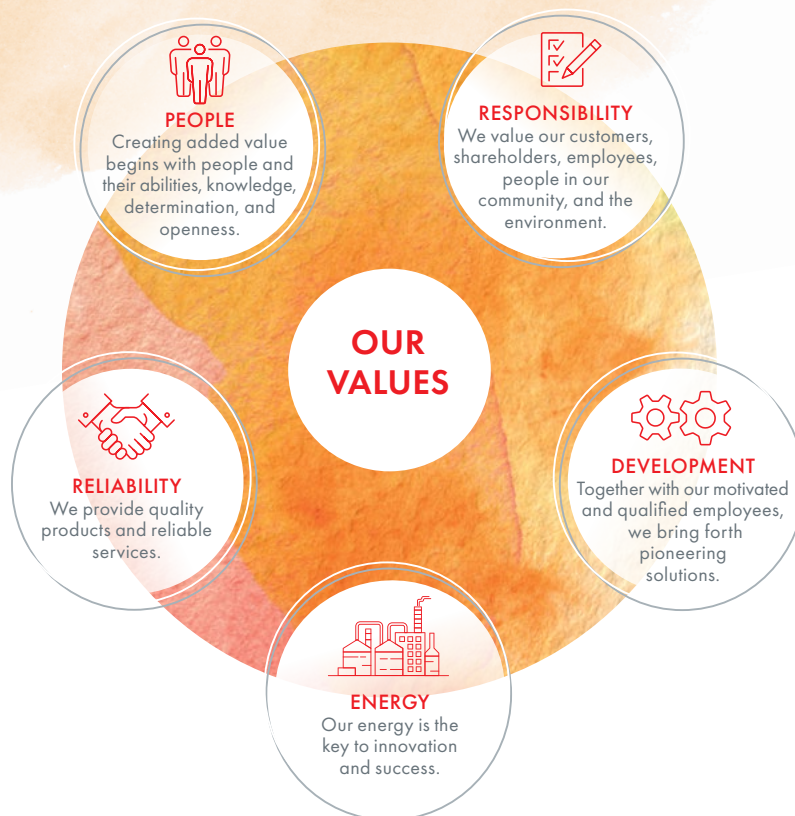 PEOPLE
Creating added value
begins with people and
their abilities, knowledge,
determination, and
openness.
RESPONSIBILITY
We value our customers,
shareholders, employees,
people in our
community, and the
environment.
OUR
VALUES
RELIABILITY
We provide quality
products and reliable
services.
DEVELOPMENT
Together with our motivated
and qualified employees,
we bring forth
pioneering
solutions.
ENERGY
Our energy is the
key to innovation
and success.